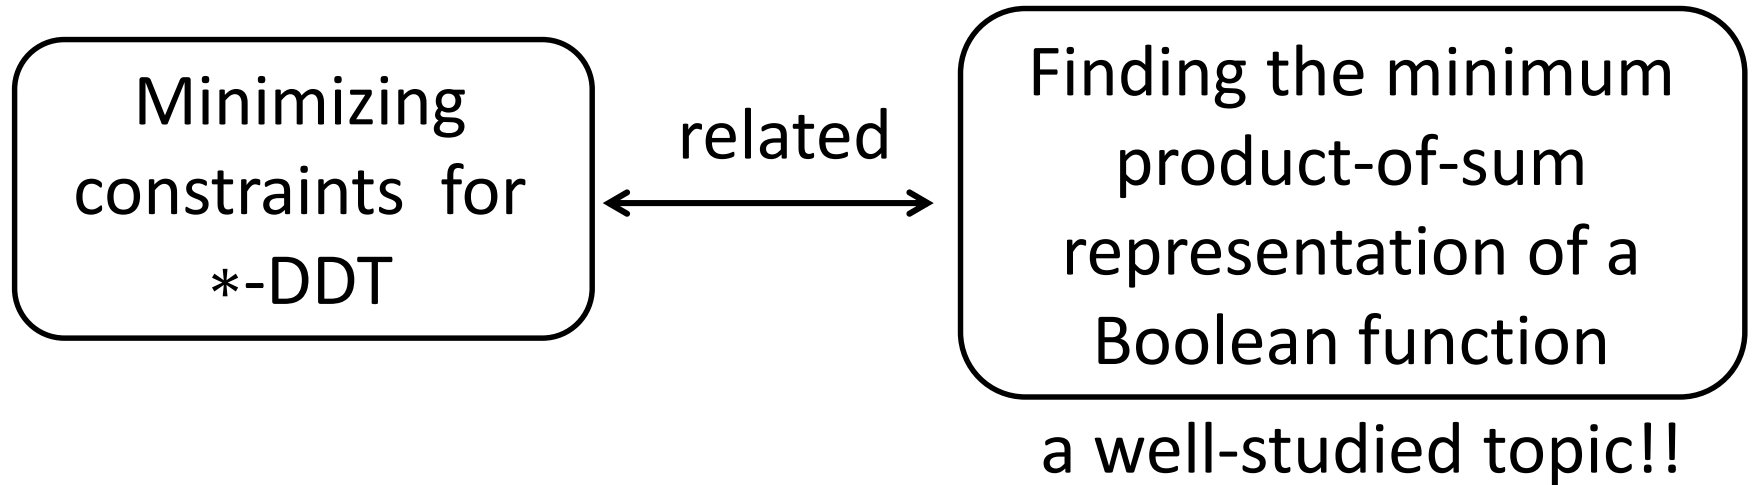 Minimizing
constraints for
*-DDT
related
Finding the minimum
product-of-sum
representation of a
Boolean function
a well-studied topic!!